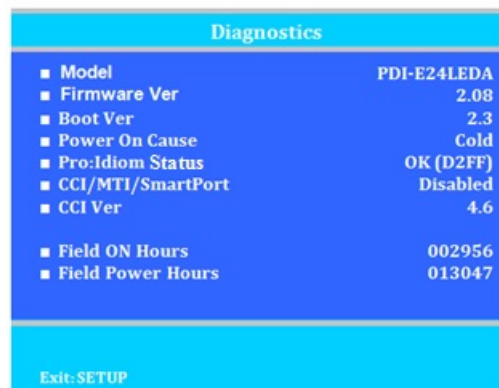 Diagnostics
■ Model PDI-E24LEDA
■ Firmware Ver 2.08
■ Boot Ver 2.3
■ Power On Cause Cold
■ Pro:Idiom Status OK (D2FF)
■ CCI/MTI/SmartPort Disabled
■ CCI Ver 4.6
■ Field ON Hours 002956
■ Field Power Hours 013047
Exit:SETUP